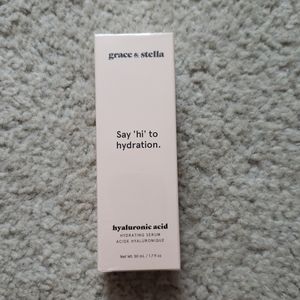 grace & stella
Say 'hi' to
hydration.
hyaluronic acid
HYDRATING SERUM
ACIDE HYALURONIQUE
Net Wt. 50 mL / 1.7 fl oz